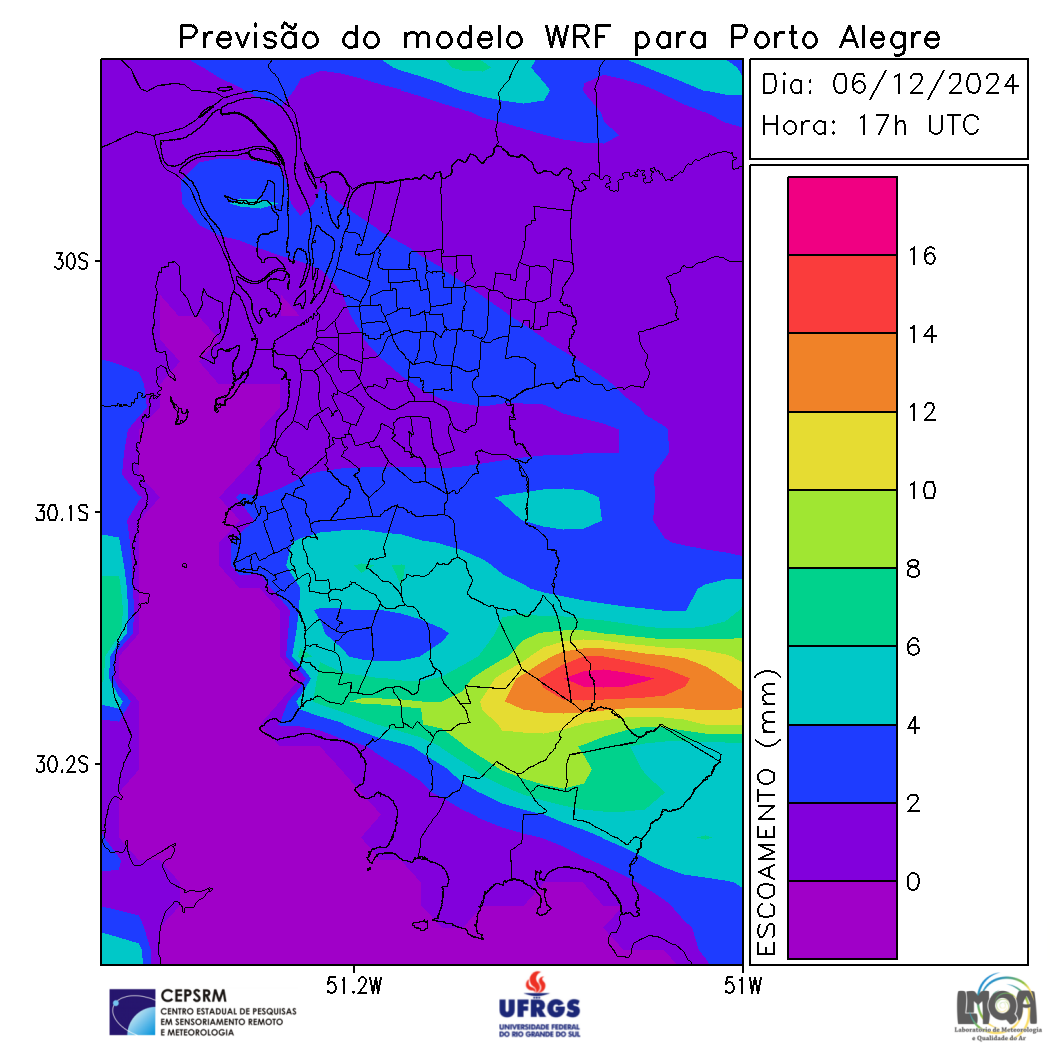 Previsão do modelo WRF para Porto Alegre
Dia: 06/12/2024
Hora: 17h UTC
16
14
12
10
8
6
4
2
0
ESCOAMENTO (mm)
30S
30.1S
30.2S
51.2W
51W
CEPSRM
CENTRO ESTADUAL DE PESQUISAS
EM SENSORIAMENTO REMOTO
E METEOROLOGIA
UFRGS
UNIVERSIDADE FEDERAL
DO RIO GRANDE DO SUL
LMQA
Laboratório de Meteorologia
e Qualidade do Ar